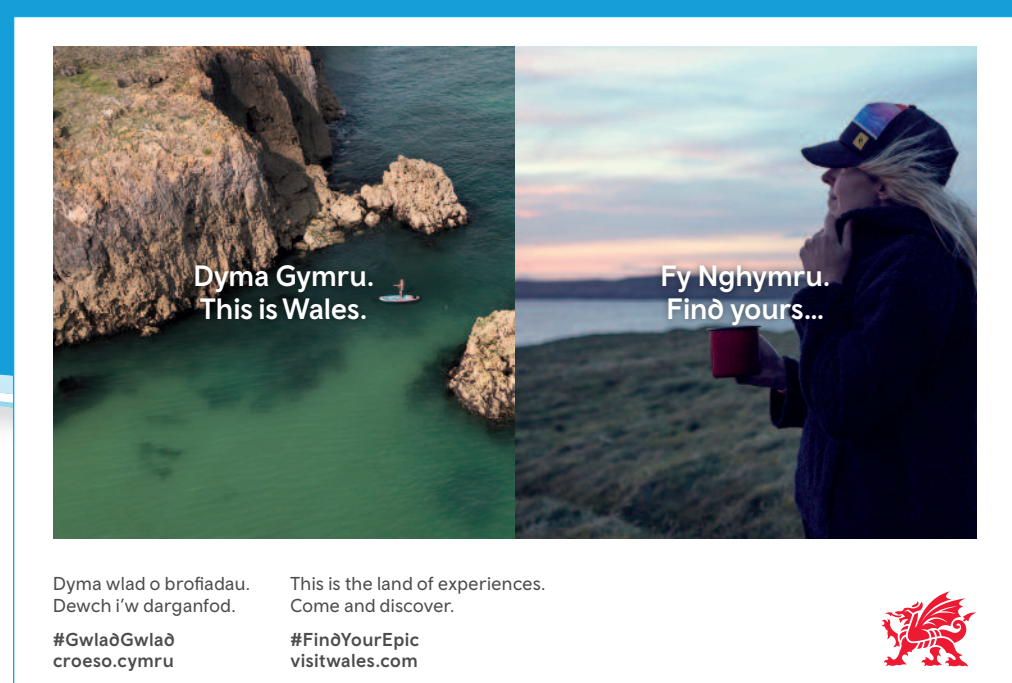 Dyma Gymru.
This is Wales.
Fy Nghymru.
Find yours...
Dyma wlad o brofiadau.
Dewch i'w darganfod.
#GwladGwlad
croeso.cymru
This is the land of experiences.
Come and discover.
#FindYourEpic
visitwales.com